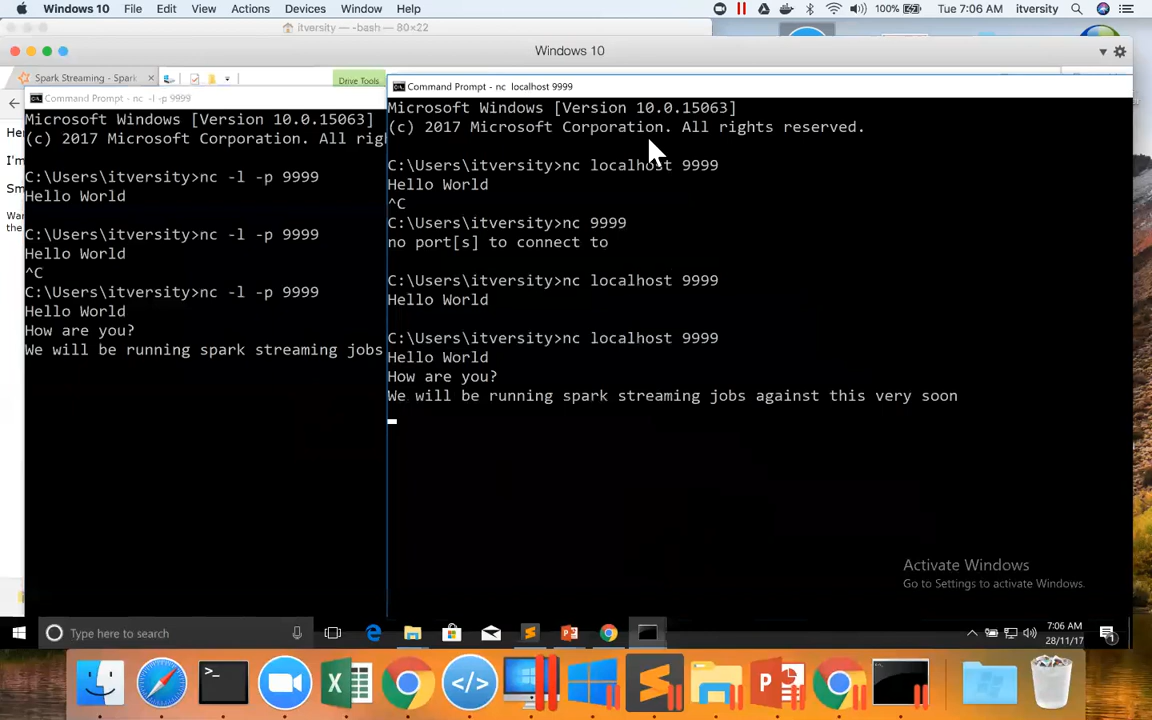 Windows 10 File Edit View Actions Devices Window Help 100% Tue 7:06 AM itversity
itversity — -bash — 80×22
Windows 10
Spark Streaming - Spark
Drive Tools
Command Prompt - nc -l -p 9999
Microsoft Windows [Version 10.0.15063]
(c) 2017 Microsoft Corporation. All rig
C:\Users\itversity>nc -l -p 9999
Hello World
C:\Users\itversity>nc -l -p 9999
Hello World
^C
C:\Users\itversity>nc -l -p 9999
Hello World
How are you?
We will be running spark streaming jobs
Command Prompt - nc localhost 9999
Microsoft Windows [Version 10.0.15063]
(c) 2017 Microsoft Corporation. All rights reserved.
C:\Users\itversity>nc localhost 9999
Hello World
^C
C:\Users\itversity>nc 9999
no port[s] to connect to
C:\Users\itversity>nc localhost 9999
Hello World
C:\Users\itversity>nc localhost 9999
Hello World
How are you?
We will be running spark streaming jobs against this very soon
Activate Windows
Go to Settings to activate Windows.
Type here to search
7:06 AM
28/11/17